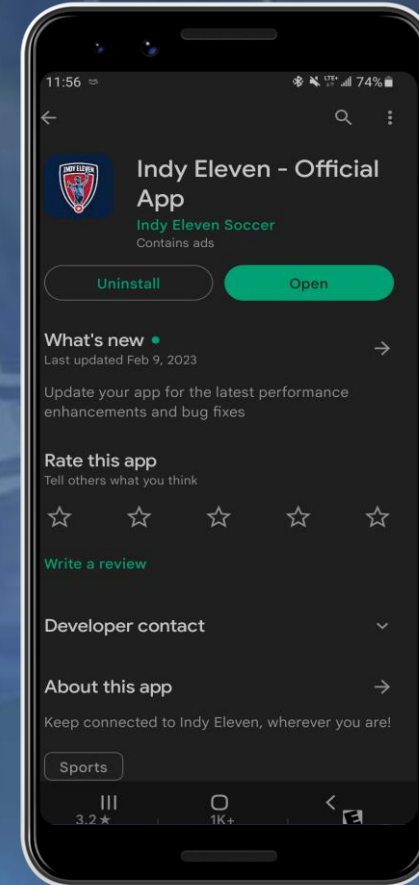 11:56
LTE+ 74%
INDY ELEVEN
Indy Eleven - Official
App
Indy Eleven Soccer
Contains ads
Uninstall
Open
What's new
Last updated Feb 9, 2023
Update your app for the latest performance
enhancements and bug fixes
Rate this app
Tell others what you think
Write a review
Developer contact
About this app
Keep connected to Indy Eleven, wherever you are!
Sports
3.2★
1K+
E